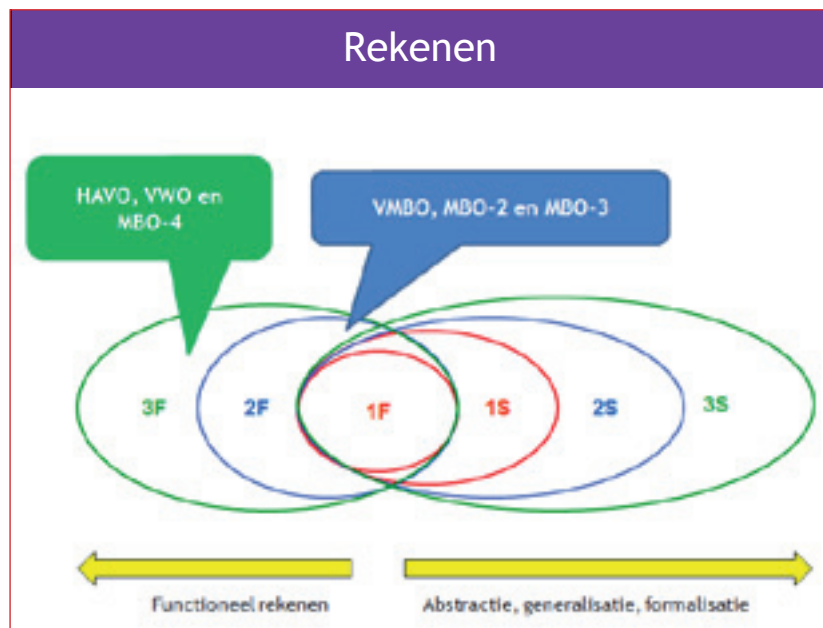 Rekenen
HAVO, VWO en
MBO-4
VMBO, MBO-2 en MBO-3
3F
2F
1F
1S
2S
3S
Functioneel rekenen
Abstractie, generalisatie, formalisatie